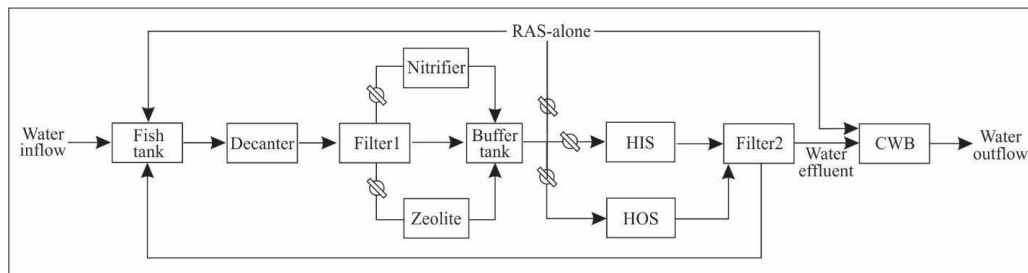 RAS-alone
Nitrifier
Water
inflow
Fish
tank
Decanter
Filter1
Buffer
tank
HIS
Filter2
Water
effluent
CWB
Water
outflow
Zeolite
HOS